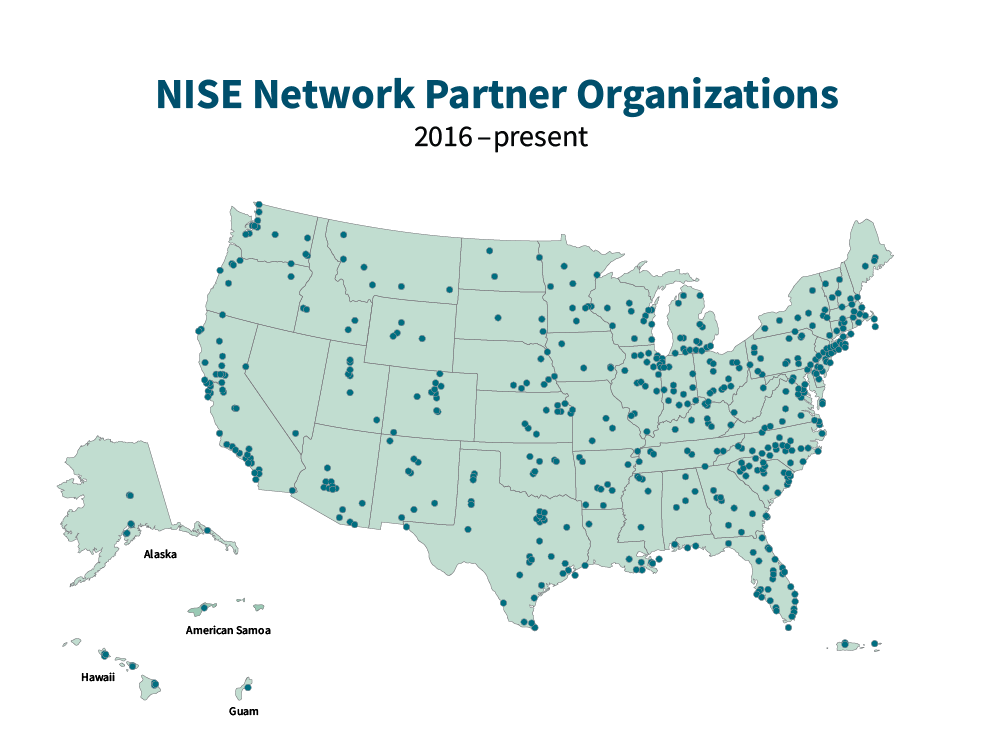 NISE Network Partner Organizations
2016 – present
Alaska
American Samoa
Hawaii
Guam